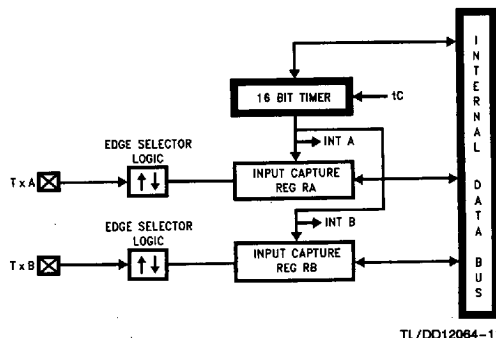 16 BIT TIMER
tC
INT A
EDGE SELECTOR
LOGIC
TxA
INPUT CAPTURE
REG RA
INT B
EDGE SELECTOR
LOGIC
TxB
INPUT CAPTURE
REG RB
INTERNAL DATA BUS
TL/DD12064-1